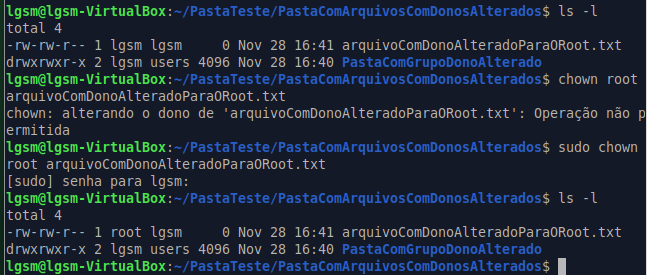 lgsm@lgsm-VirtualBox:~/PastaTeste/PastaComArquivosComDonosAlterados$ ls -l
total 4
-rw-rw-r-- 1 lgsm lgsm     0 Nov 28 16:41 arquivoComDonoAlteradoParaORoot.txt
drwxrwxr-x 2 lgsm users 4096 Nov 28 16:40 PastaComGrupoDonoAlterado
lgsm@lgsm-VirtualBox:~/PastaTeste/PastaComArquivosComDonosAlterados$ chown root
arquivoComDonoAlteradoParaORoot.txt
chown: alterando o dono de 'arquivoComDonoAlteradoParaORoot.txt': Operação não p
ermitida
lgsm@lgsm-VirtualBox:~/PastaTeste/PastaComArquivosComDonosAlterados$ sudo chown
root arquivoComDonoAlteradoParaORoot.txt
[sudo] senha para lgsm:
lgsm@lgsm-VirtualBox:~/PastaTeste/PastaComArquivosComDonosAlterados$ ls -l
total 4
-rw-rw-r-- 1 root lgsm     0 Nov 28 16:41 arquivoComDonoAlteradoParaORoot.txt
drwxrwxr-x 2 lgsm users 4096 Nov 28 16:40 PastaComGrupoDonoAlterado
lgsm@lgsm-VirtualBox:~/PastaTeste/PastaComArquivosComDonosAlterados$